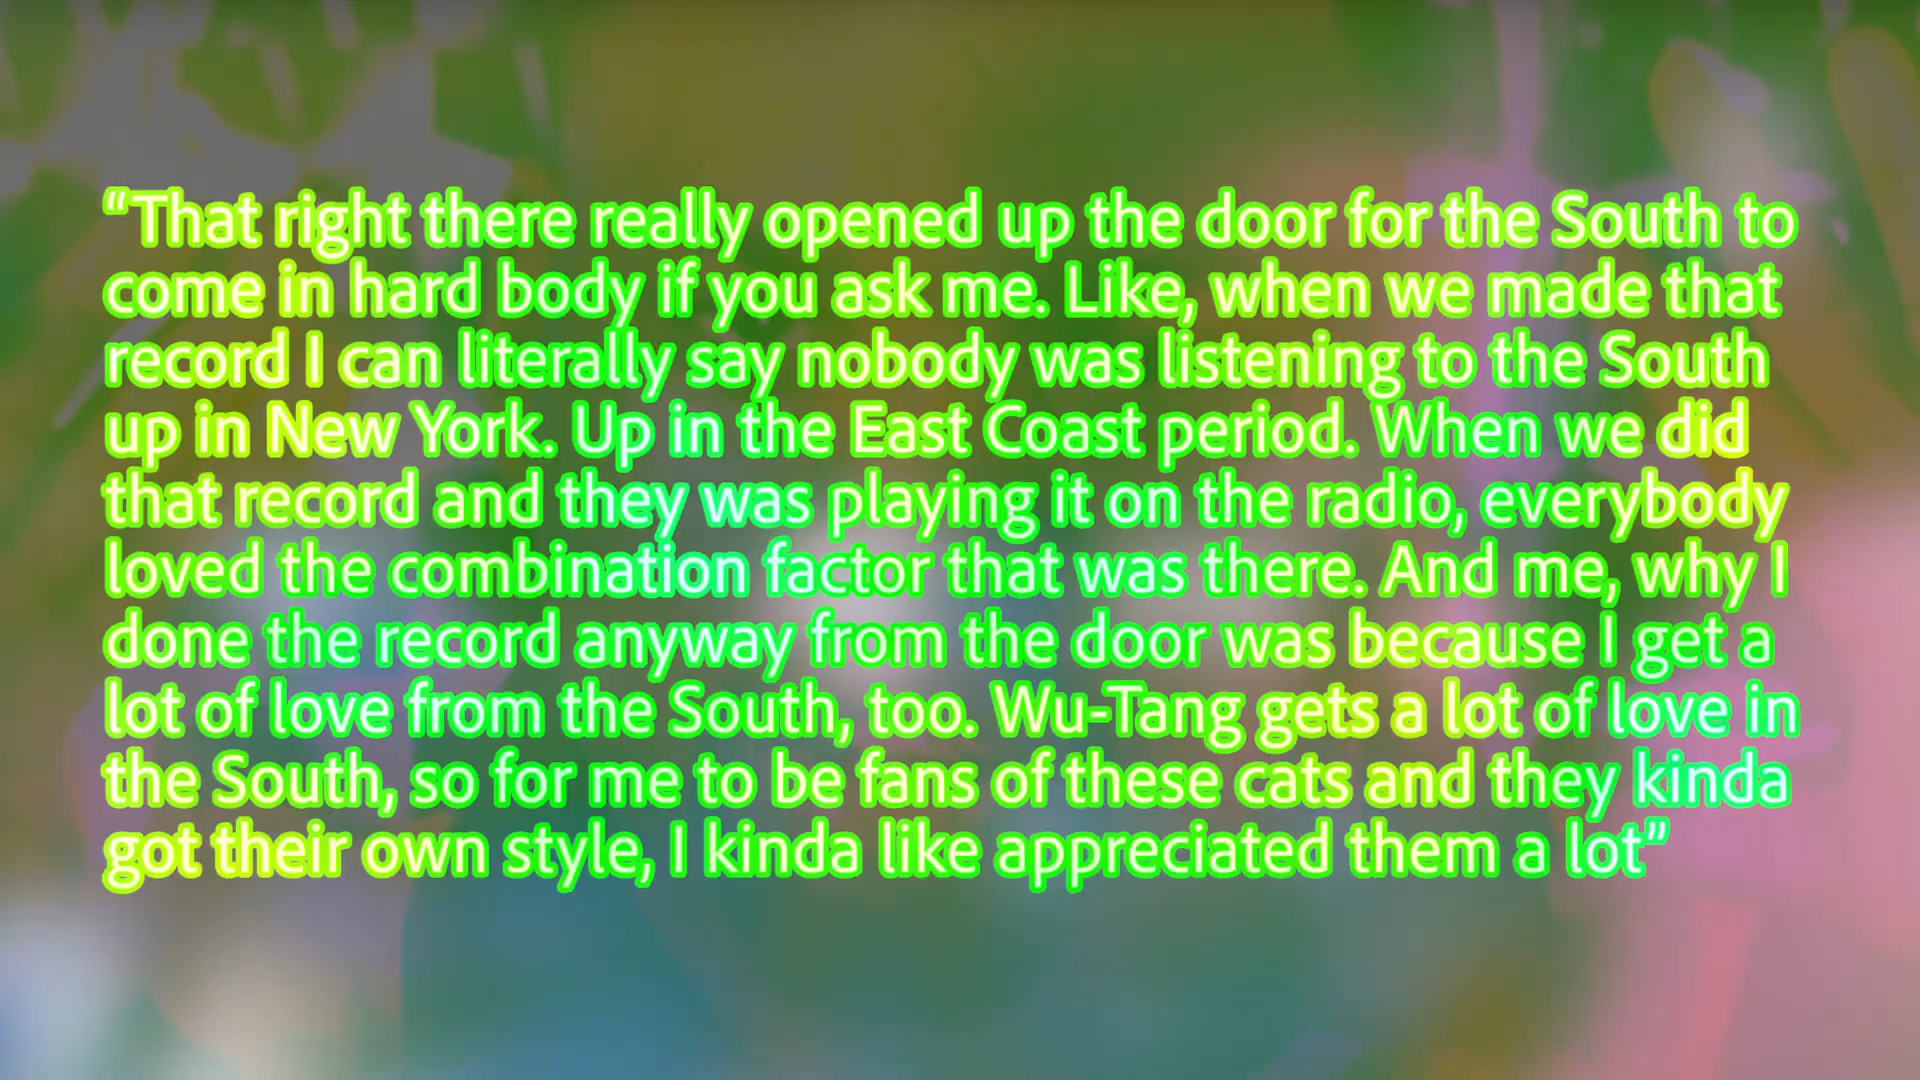 “That right there really opened up the door for the South to
come in hard body if you ask me. Like, when we made that
record I can literally say nobody was listening to the South
up in New York. Up in the East Coast period. When we did
that record and they was playing it on the radio, everybody
loved the combination factor that was there. And me, why I
done the record anyway from the door was because I get a
lot of love from the South, too. Wu-Tang gets a lot of love in
the South, so for me to be fans of these cats and they kinda
got their own style, I kinda like appreciated them a lot”